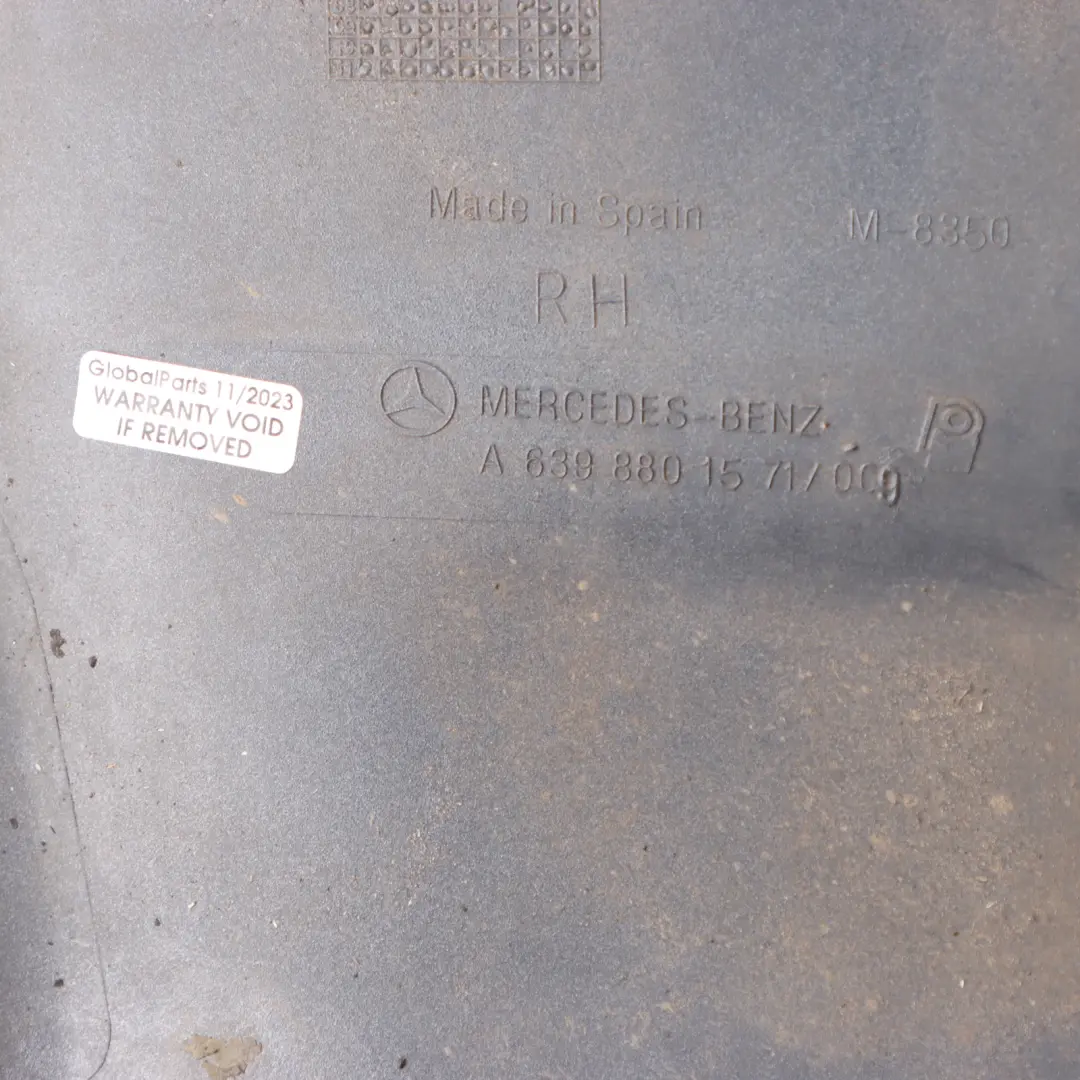 Made in Spain
M-8350
RH
GlobalParts 11/2023
WARRANTY VOID
IF REMOVED
MERCEDES-BENZ
A 639 880 15 71/009